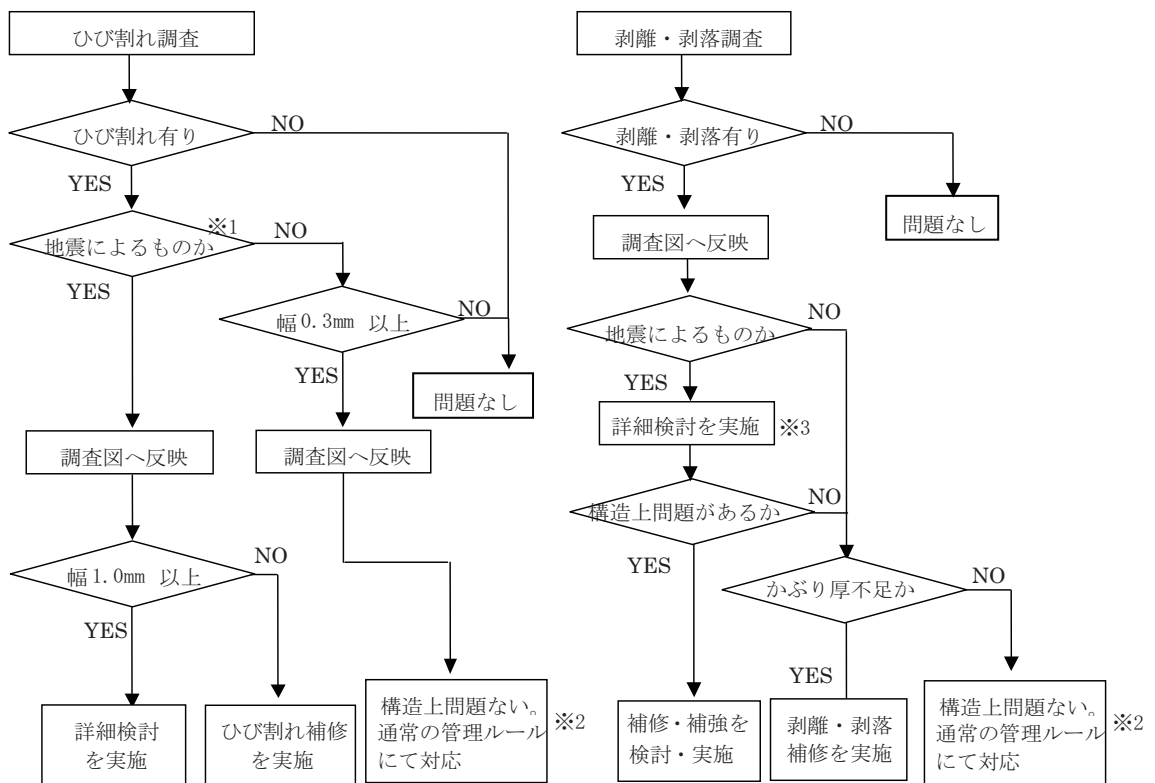 ひび割れ調査
ひび割れ有り
NO
YES
地震によるものか
※1
NO
YES
幅0.3mm 以上
NO
YES
問題なし
調査図へ反映
調査図へ反映
幅1.0mm 以上
NO
YES
詳細検討
を実施
ひび割れ補修
を実施
構造上問題ない。
通常の管理ルール
にて対応
※2
剥離・剥落調査
剥離・剥落有り
NO
YES
問題なし
調査図へ反映
地震によるものか
NO
YES
詳細検討を実施
※3
構造上問題があるか
NO
YES
かぶり厚不足か
NO
YES
補修・補強を
検討・実施
剥離・剥落
補修を実施
構造上問題ない。
通常の管理ルール
にて対応
※2